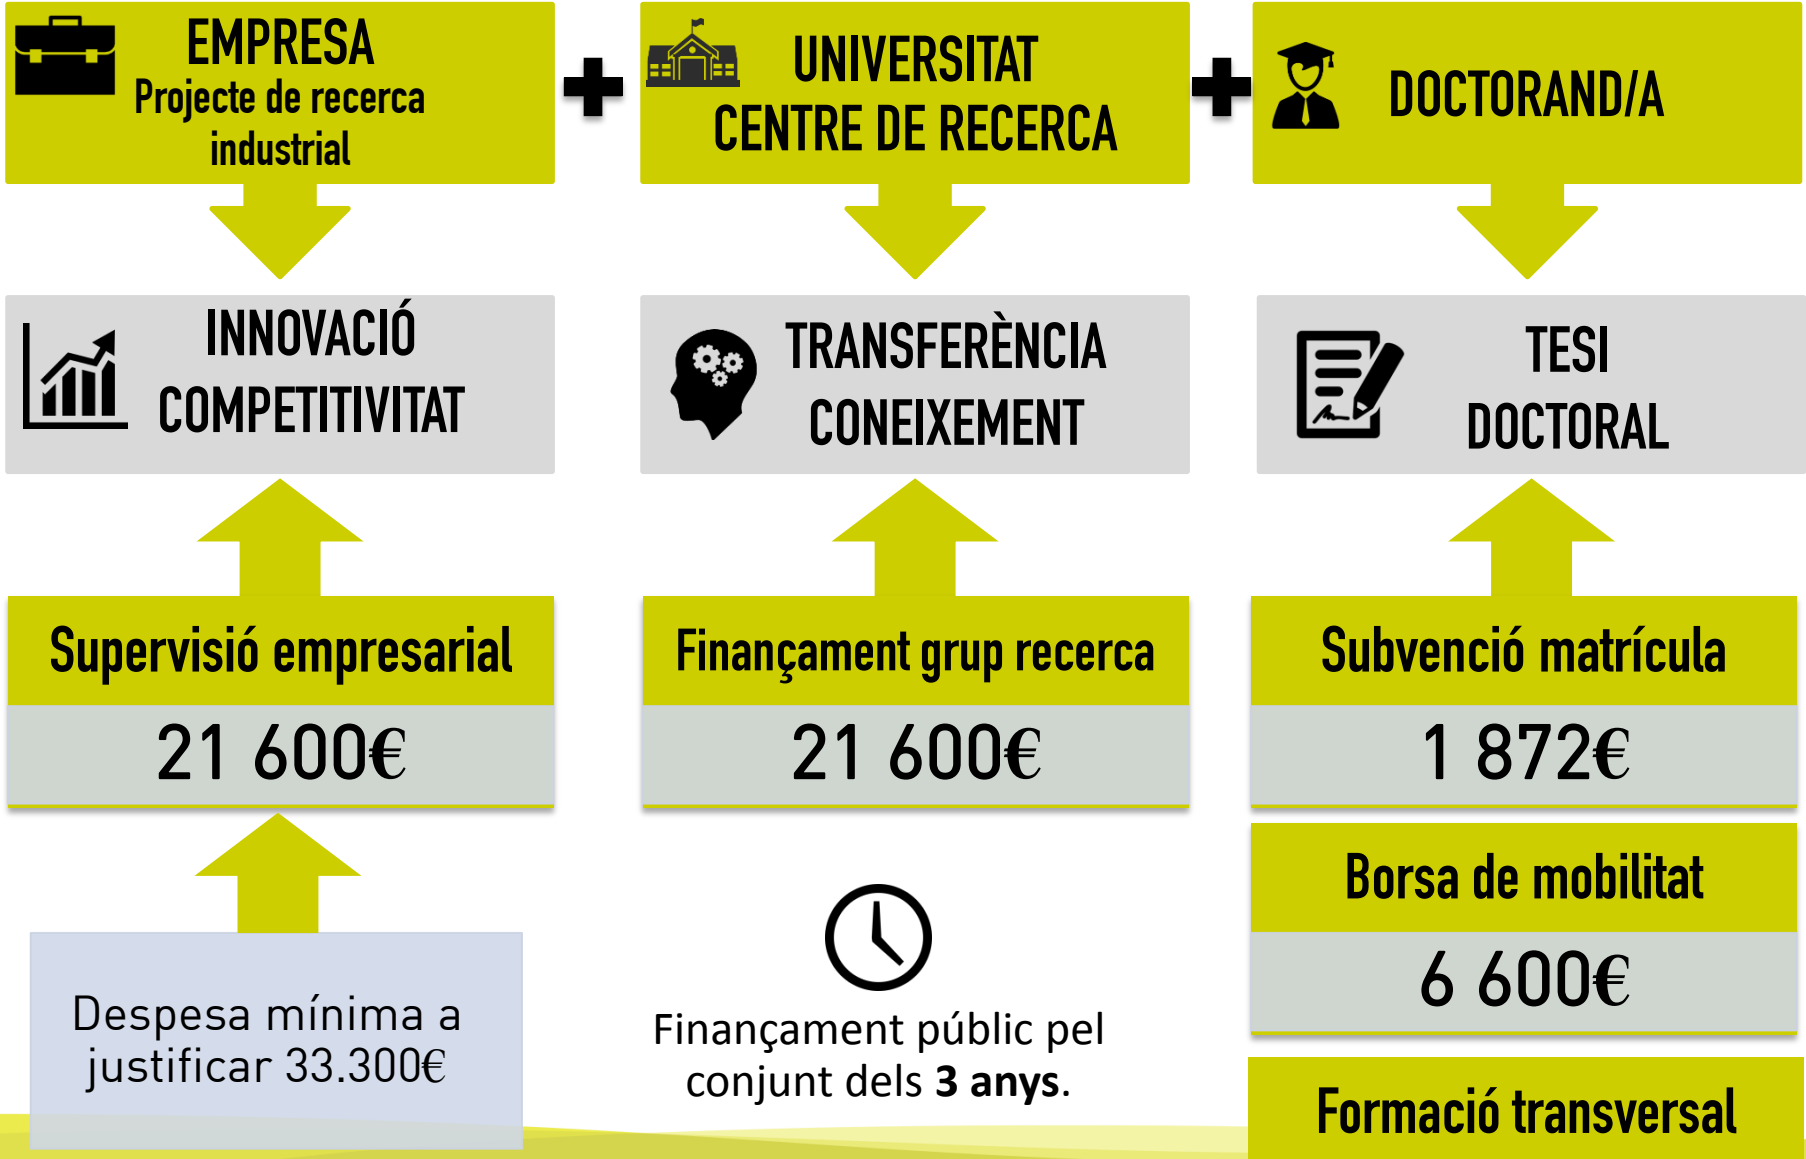 EMPRESA
Projecte de recerca
industrial
UNIVERSITAT
CENTRE DE RECERCA
DOCTORAND/A
INNOVACIÓ
COMPETITIVITAT
TRANSFERÈNCIA
CONEIXEMENT
TESI
DOCTORAL
Supervisió empresarial
21 600€
Finançament grup recerca
21 600€
Subvenció matrícula
1 872€
Borsa de mobilitat
6 600€
Despesa mínima a
justificar 33.300€
Finançament públic pel
conjunt dels 3 anys.
Formació transversal